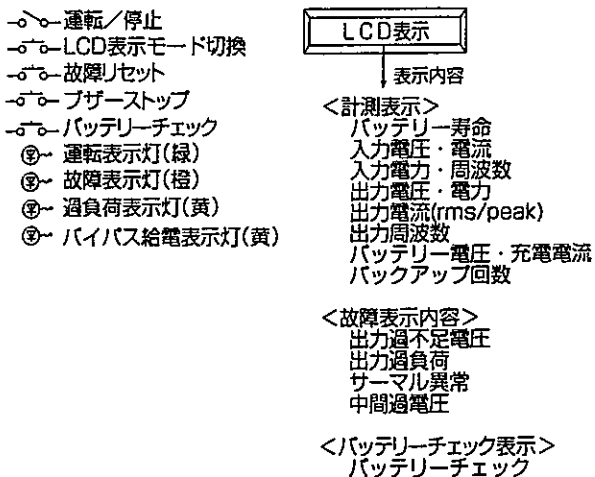 運転／停止
LCD表示モード切換
故障リセット
ブザーストップ
バッテリーチェック
運転表示灯(緑)
故障表示灯(橙)
過負荷表示灯(黄)
バイパス給電表示灯(黄)
LCD表示
表示内容
＜計測表示＞
バッテリー寿命
入力電圧・電流
入力電力・周波数
出力電圧・電力
出力電流(rms/peak)
出力周波数
バッテリー電圧・充電電流
バックアップ回数
＜故障表示内容＞
出力過不足電圧
出力過負荷
サーマル異常
中間過電圧
＜バッテリーチェック表示＞
バッテリーチェック